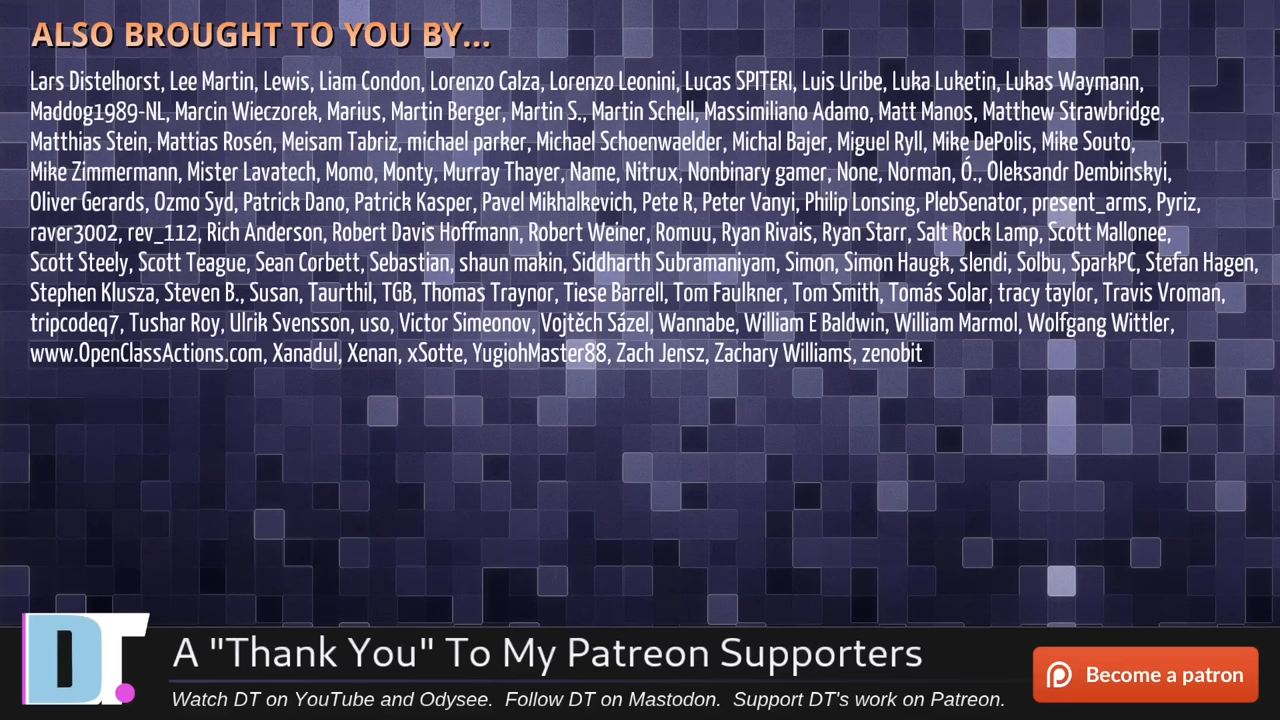 ALSO BROUGHT TO YOU BY...
Lars Distelhorst, Lee Martin, Lewis, Liam Condon, Lorenzo Calza, Lorenzo Leonini, Lucas SPITERI, Luis Uribe, Luka Luketin, Lukas Waymann,
Maddog1989-NL, Marcin Wieczorek, Marius, Martin Berger, Martin S., Martin Schell, Massimiliano Adamo, Matt Manos, Matthew Strawbridge,
Matthias Stein, Mattias Rosén, Meisam Tabriz, michael parker, Michael Schoenwaelder, Michal Bajer, Miguel Ryll, Mike DePolis, Mike Souto,
Mike Zimmermann, Mister Lavatech, Momo, Monty, Murray Thayer, Name, Nitrux, Nonbinary gamer, None, Norman, Ó., Oleksandr Dembinskyi,
Oliver Gerards, Ozmo Syd, Patrick Dano, Patrick Kasper, Pavel Mikhalkevich, Pete R, Peter Vanyi, Philip Lonsing, PlebSenator, present_arms, Pyriz,
raver3002, rev_112, Rich Anderson, Robert Davis Hoffmann, Robert Weiner, Romuu, Ryan Rivais, Ryan Starr, Salt Rock Lamp, Scott Mallonee,
Scott Steely, Scott Teague, Sean Corbett, Sebastian, shaun makin, Siddharth Subramaniyam, Simon, Simon Haugk, slendi, Solbu, SparkPC, Stefan Hagen,
Stephen Klusza, Steven B., Susan, Taurthil, TGB, Thomas Traynor, Tiese Barrell, Tom Faulkner, Tom Smith, Tomás Solar, tracy taylor, Travis Vroman,
tripcodeq7, Tushar Roy, Ulrik Svensson, uso, Victor Simeonov, Vojtěch Sázel, Wannabe, William E Baldwin, William Marmol, Wolfgang Wittler,
www.OpenClassActions.com, Xanadul, Xenan, xSotte, YugiohMaster88, Zach Jensz, Zachary Williams, zenobit
DT.
A "Thank You" To My Patreon Supporters
Watch DT on YouTube and Odysee. Follow DT on Mastodon. Support DT's work on Patreon.
Become a patron